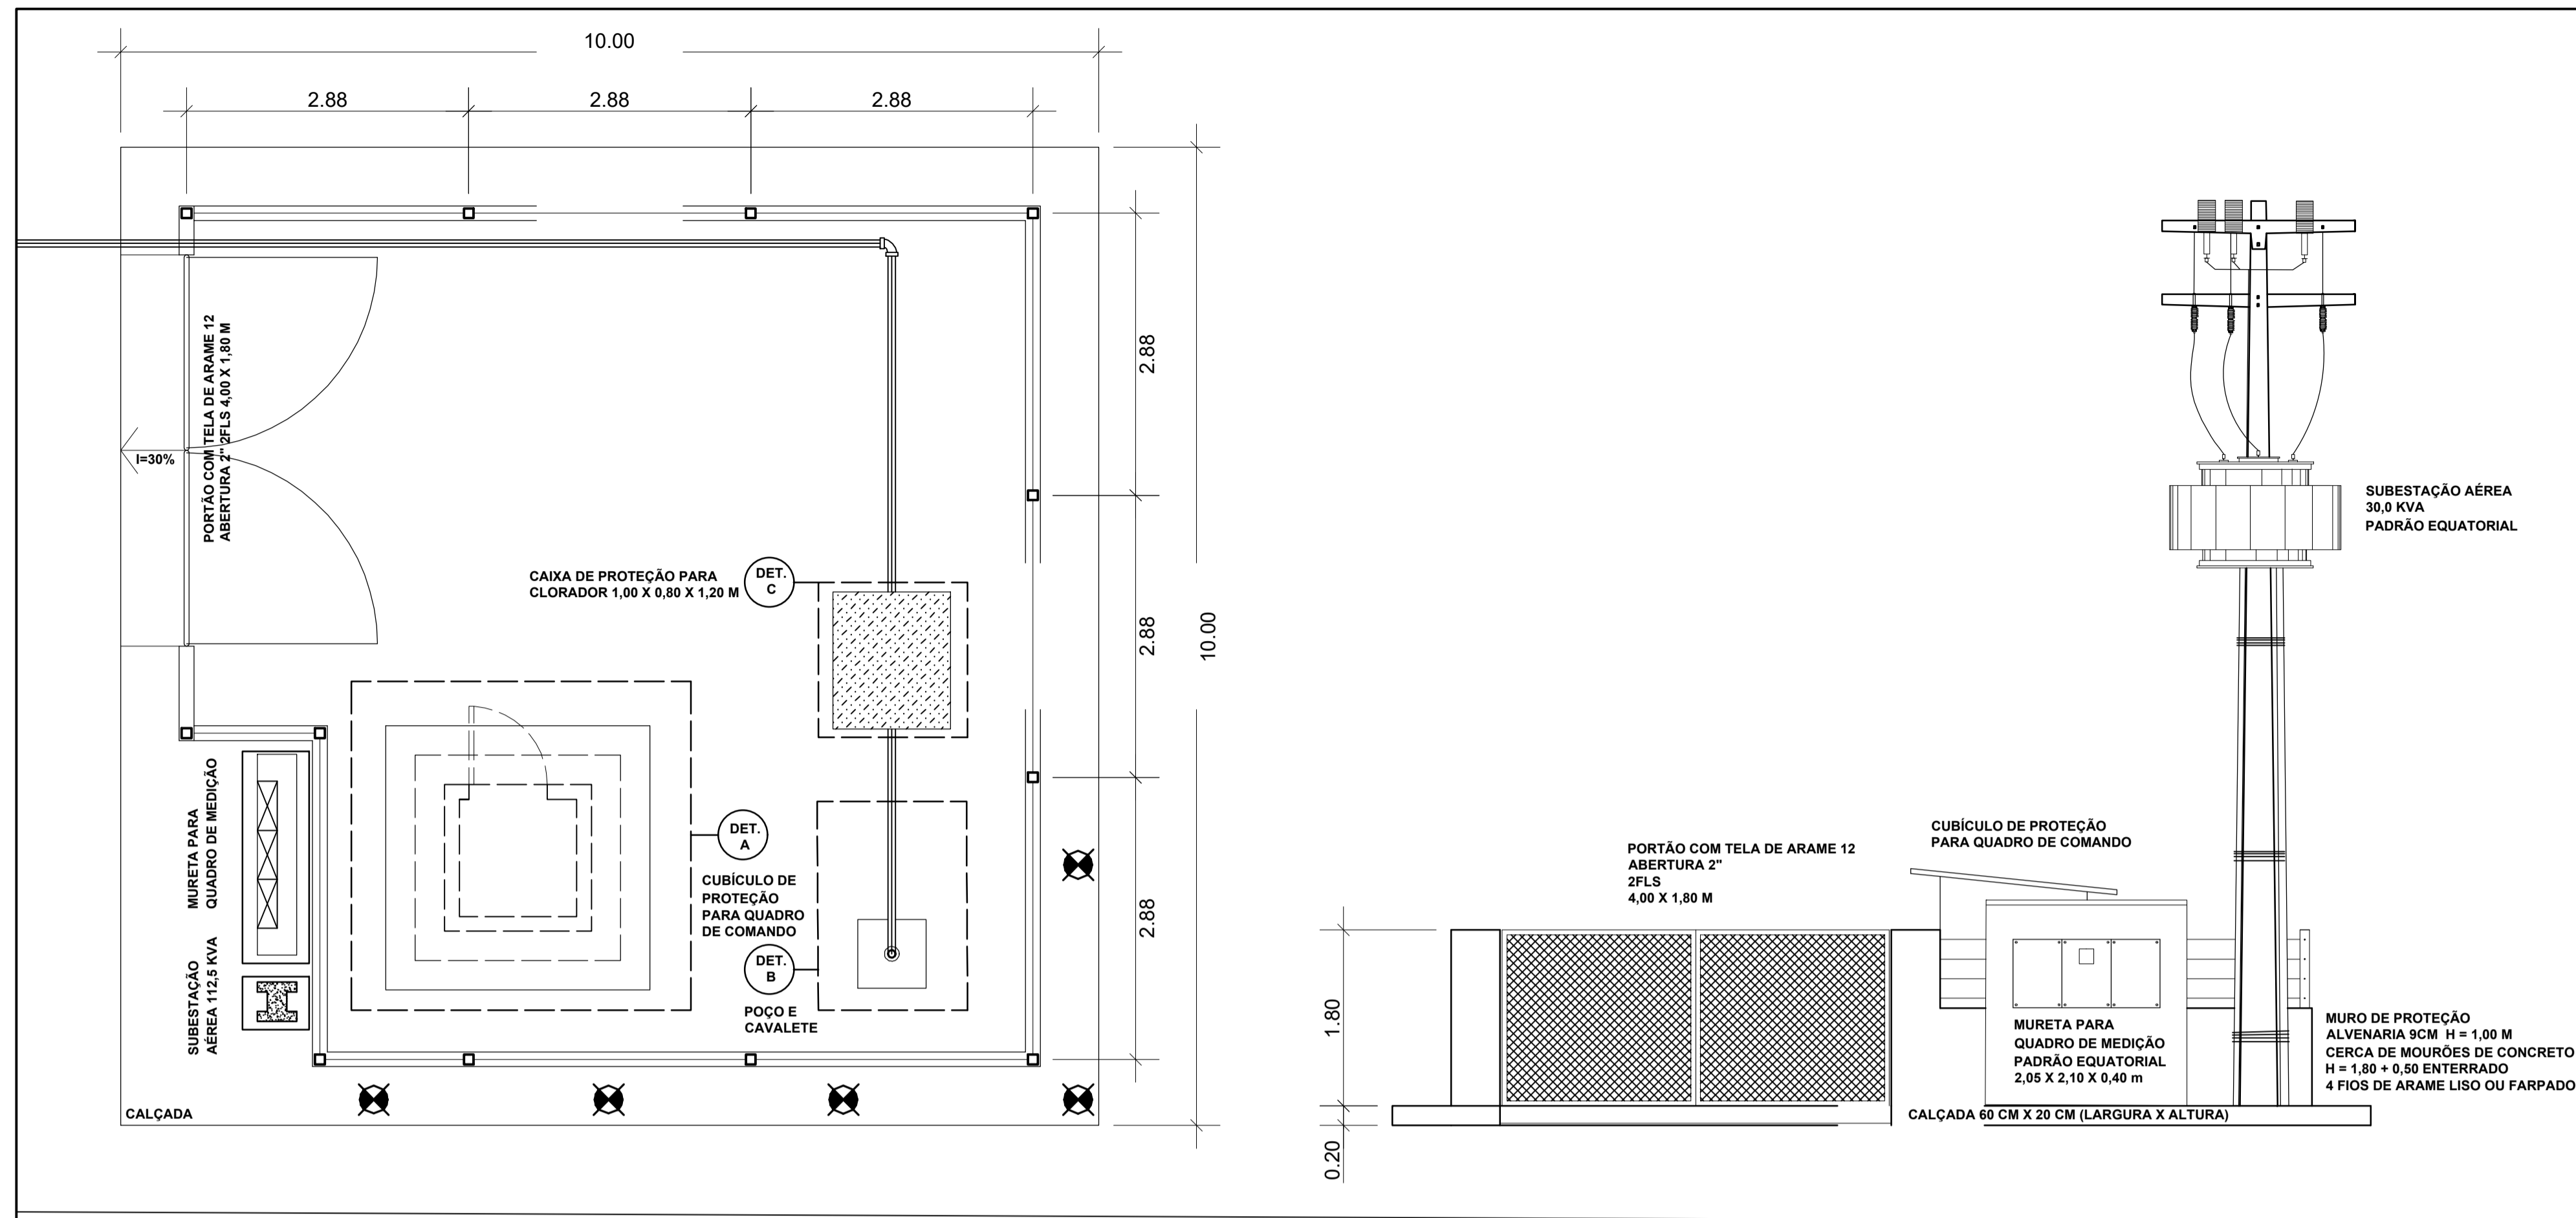 10.00
2.88
2.88
2.88
2.88
2.88
2.88
10.00
PORTÃO COM TELA DE ARAME 12
ABERTURA 2" 2FLS 4,00 X 1,80 M
I=30%
CAIXA DE PROTEÇÃO PARA
CLORADOR 1,00 X 0,80 X 1,20 M
DET.
C
MURETA PARA
QUADRO DE MEDIÇÃO
DET.
A
CUBÍCULO DE
PROTEÇÃO
PARA QUADRO
DE COMANDO
DET.
B
POÇO E
CAVALETE
SUBESTAÇÃO
AÉREA 112,5 KVA
CALÇADA
SUBESTAÇÃO AÉREA
30,0 KVA
PADRÃO EQUATORIAL
CUBÍCULO DE PROTEÇÃO
PARA QUADRO DE COMANDO
PORTÃO COM TELA DE ARAME 12
ABERTURA 2"
2FLS
4,00 X 1,80 M
1.80
0.20
MURETA PARA
QUADRO DE MEDIÇÃO
PADRÃO EQUATORIAL
2,05 X 2,10 X 0,40 m
MURO DE PROTEÇÃO
ALVENARIA 9CM H = 1,00 M
CERCA DE MOURÕES DE CONCRETO
H = 1,80 + 0,50 ENTERRADO
4 FIOS DE ARAME LISO OU FARPADO
CALÇADA 60 CM X 20 CM (LARGURA X ALTURA)